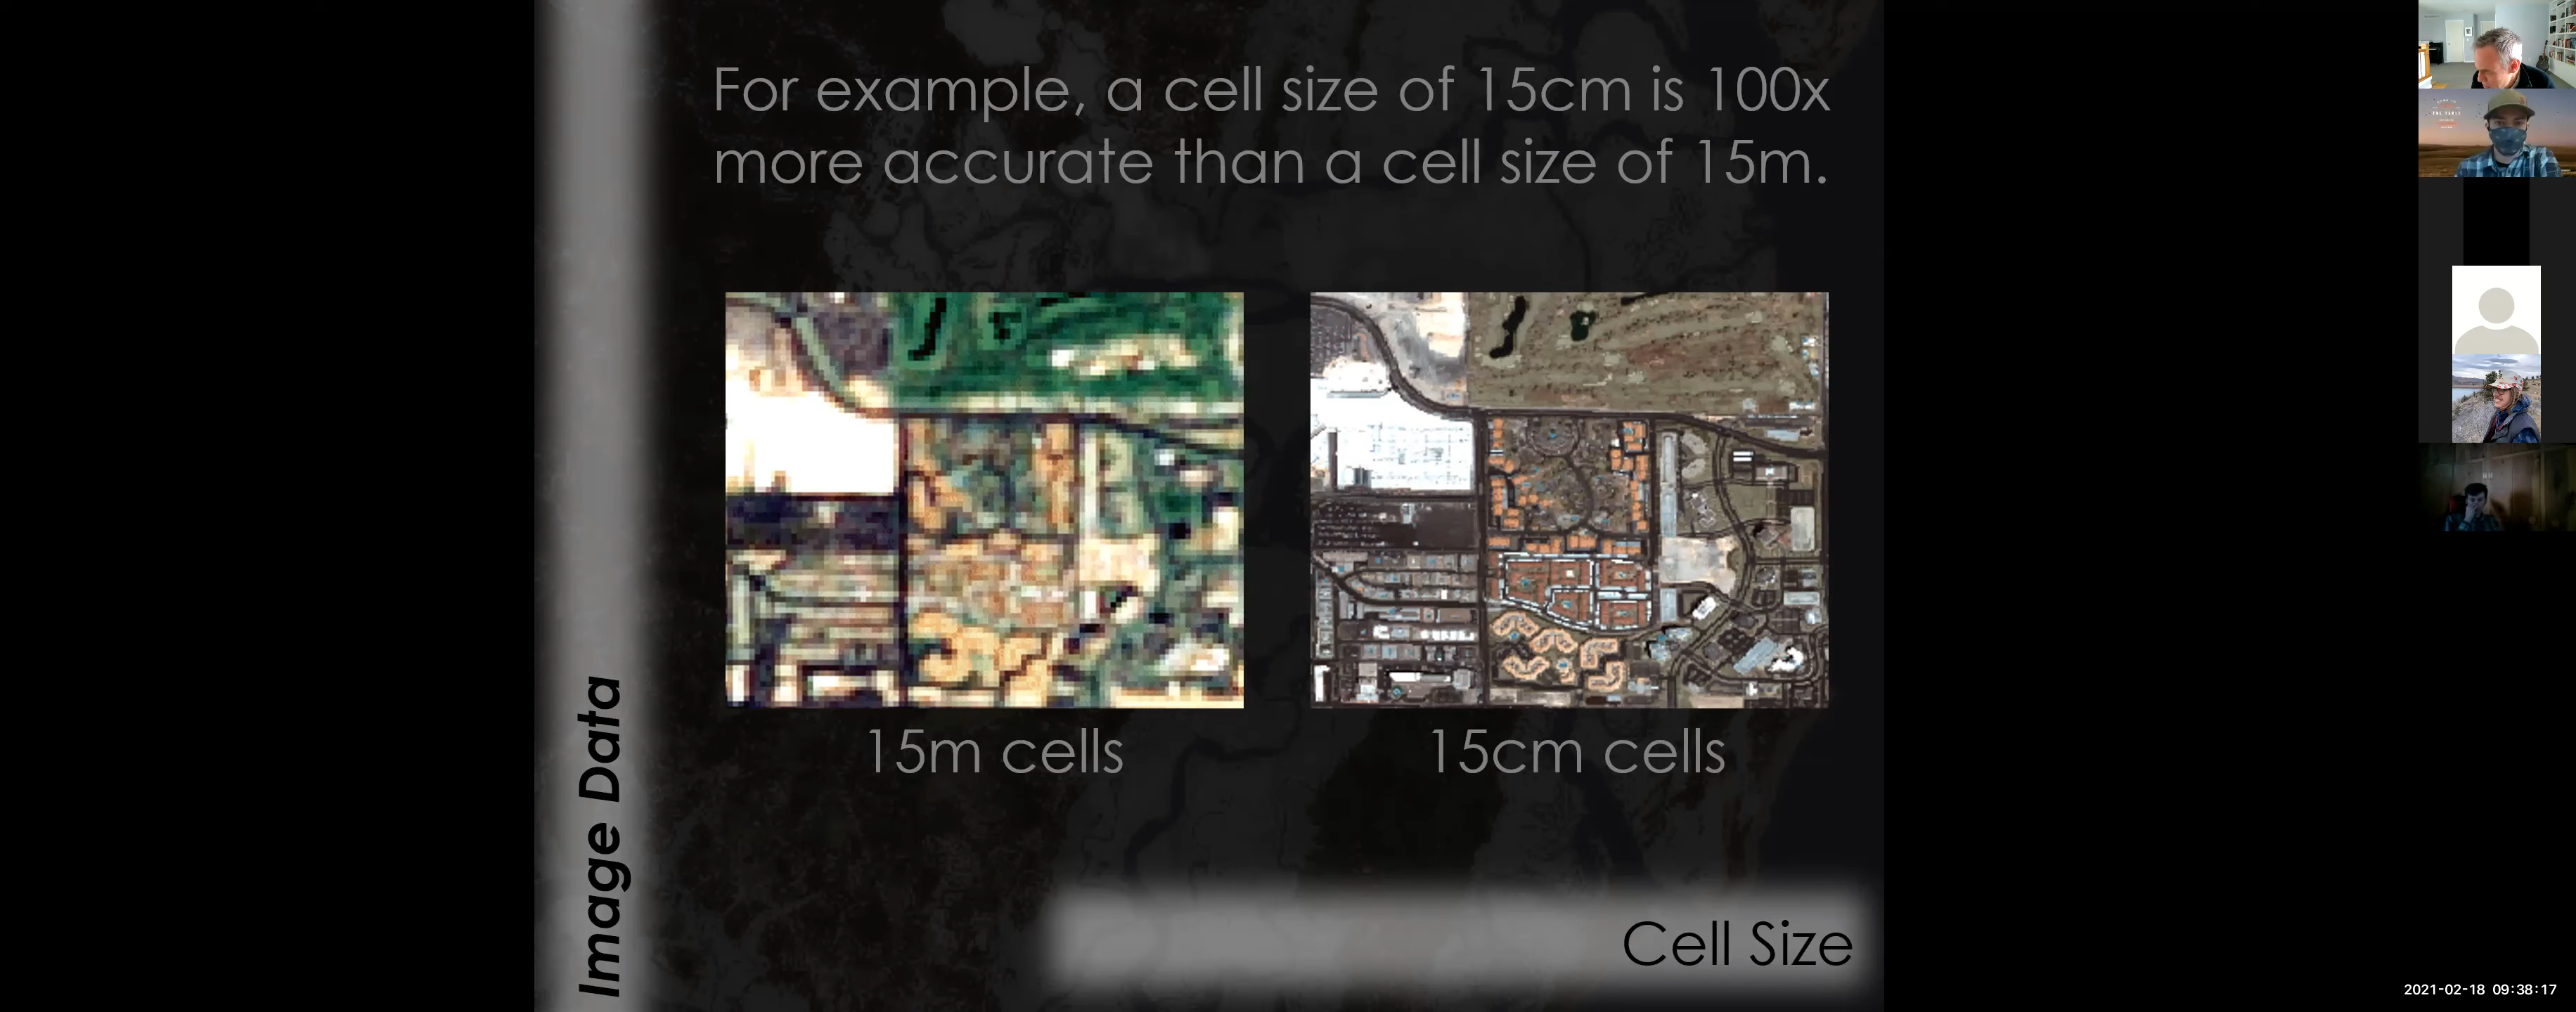 For example, a cell size of 15cm is 100x
more accurate than a cell size of 15m.
15m cells
15cm cells
Image Data
Cell Size
2021-02-18 09:38:17